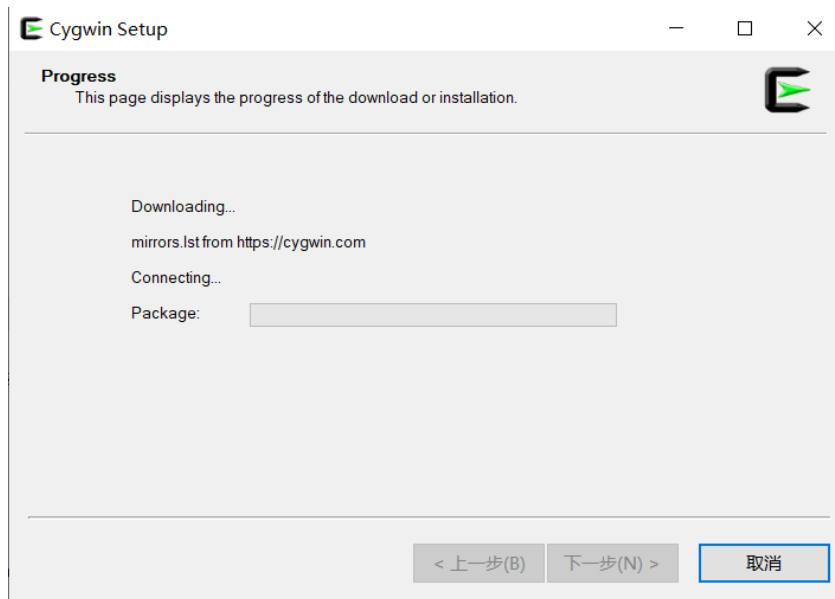 Cygwin Setup
Progress
This page displays the progress of the download or installation.
Downloading...
mirrors.lst from https://cygwin.com
Connecting...
Package:
< 上一步(B)
下一步(N) >
取消